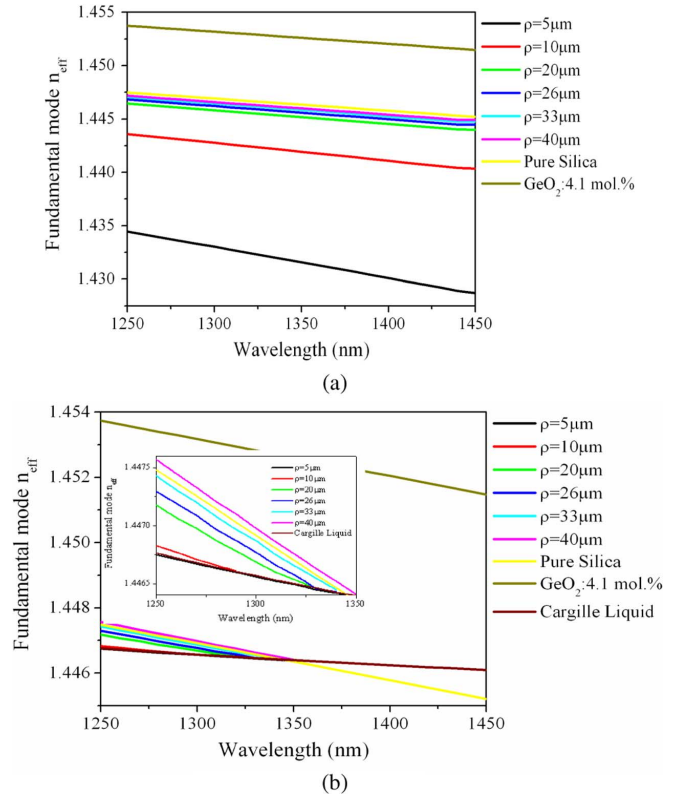 1.455
1.450
1.445
1.440
1.435
1.430
Fundamental mode neff
1250 1300 1350 1400 1450
Wavelength (nm)
ρ=5μm
ρ=10μm
ρ=20μm
ρ=26μm
ρ=33μm
ρ=40μm
Pure Silica
GeO2:4.1 mol.%
(a)
1.454
1.452
1.450
1.448
1.446
Fundamental mode neff
1250 1300 1350 1400 1450
Wavelength (nm)
1.4475
1.4470
1.4465
Fundamental mode neff
1250 1300 1350
Wavelength (nm)
ρ=5μm
ρ=10μm
ρ=20μm
ρ=26μm
ρ=33μm
ρ=40μm
Cargille Liquid
ρ=5μm
ρ=10μm
ρ=20μm
ρ=26μm
ρ=33μm
ρ=40μm
Pure Silica
GeO2:4.1 mol.%
Cargille Liquid
(b)